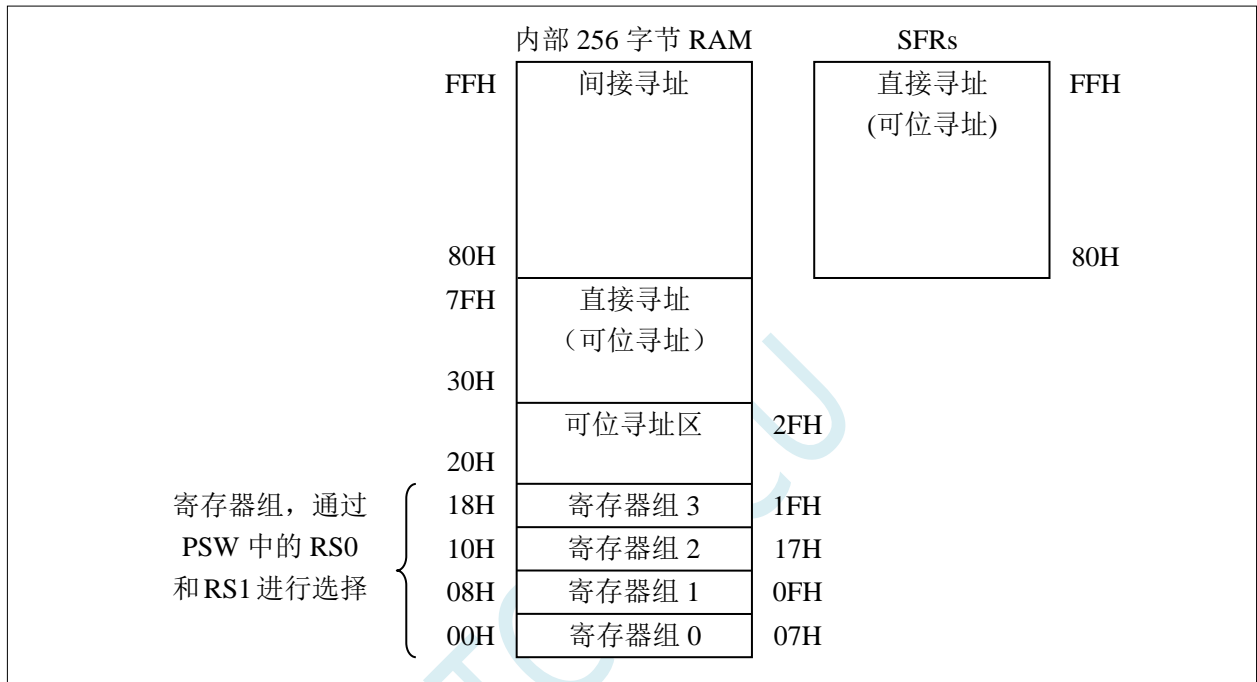 内部 256 字节 RAM SFRs
FFH 间接寻址 直接寻址 FFH
(可位寻址)
80H 80H
7FH 直接寻址
（可位寻址）
30H
可位寻址区 2FH
20H
寄存器组，通过 18H 寄存器组 3 1FH
PSW 中的 RS0 10H 寄存器组 2 17H
和RS1进行选择 08H 寄存器组 1 0FH
00H 寄存器组 0 07H